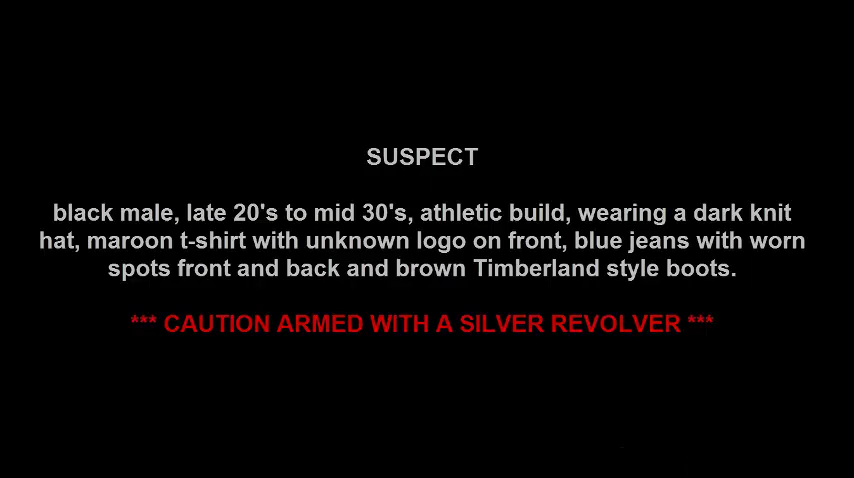 SUSPECT
black male, late 20's to mid 30's, athletic build, wearing a dark knit
hat, maroon t-shirt with unknown logo on front, blue jeans with worn
spots front and back and brown Timberland style boots.
*** CAUTION ARMED WITH A SILVER REVOLVER ***